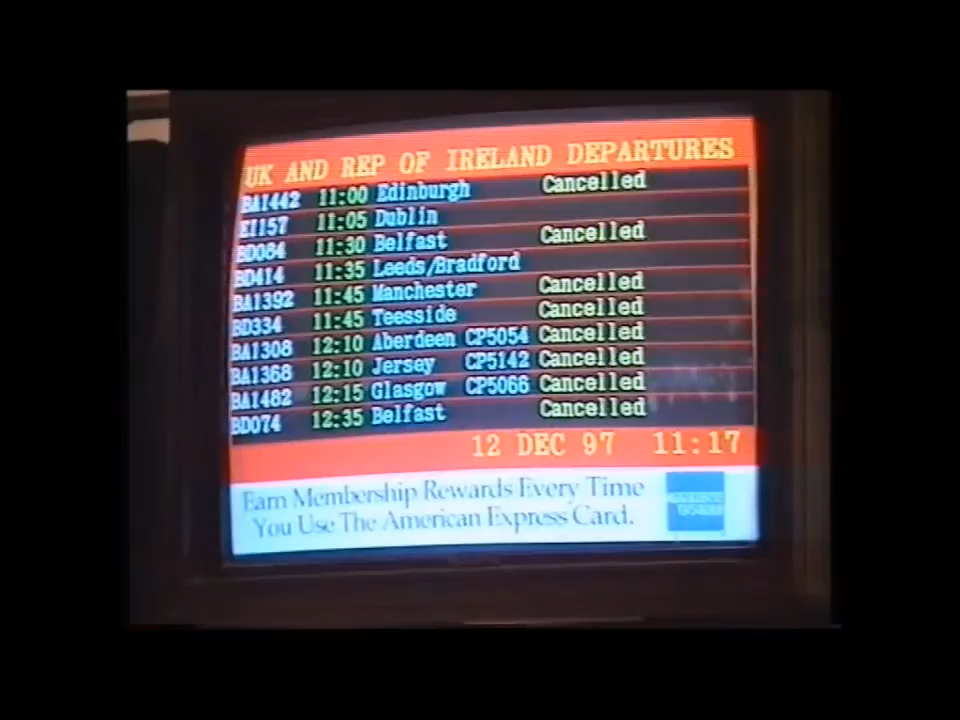 UK AND REP OF IRELAND DEPARTURES
BA1442 11:00 Edinburgh Cancelled
EI157 11:05 Dublin
BD084 11:30 Belfast Cancelled
BD414 11:35 Leeds/Bradford
BA1392 11:45 Manchester Cancelled
BD334 11:45 Teesside Cancelled
BA1308 12:10 Aberdeen CP5054 Cancelled
BA1368 12:10 Jersey CP5142 Cancelled
BA1482 12:15 Glasgow CP5066 Cancelled
BD074 12:35 Belfast Cancelled
12 DEC 97 11:17
Earn Membership Rewards Every Time
You Use The American Express Card.